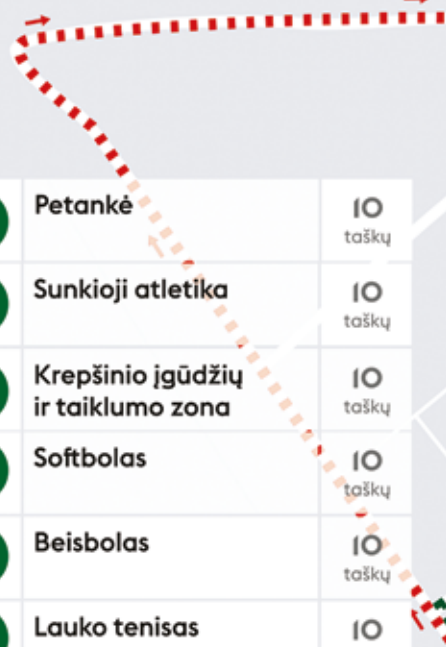 Petankė 10
taškų
Sunkioji atletika 10
taškų
Krepšinio įgūdžių 10
ir taiklumo zona taškų
Softbolas 10
taškų
Beisbolas 10
taškų
Lauko tenisas 10